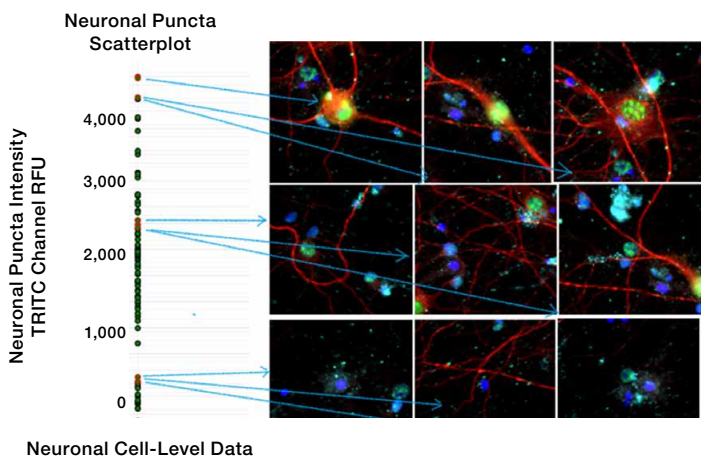 Neuronal Puncta
Scatterplot
Neuronal Puncta Intensity
TRITC Channel RFU
4,000
3,000
2,000
1,000
0
Neuronal Cell-Level Data